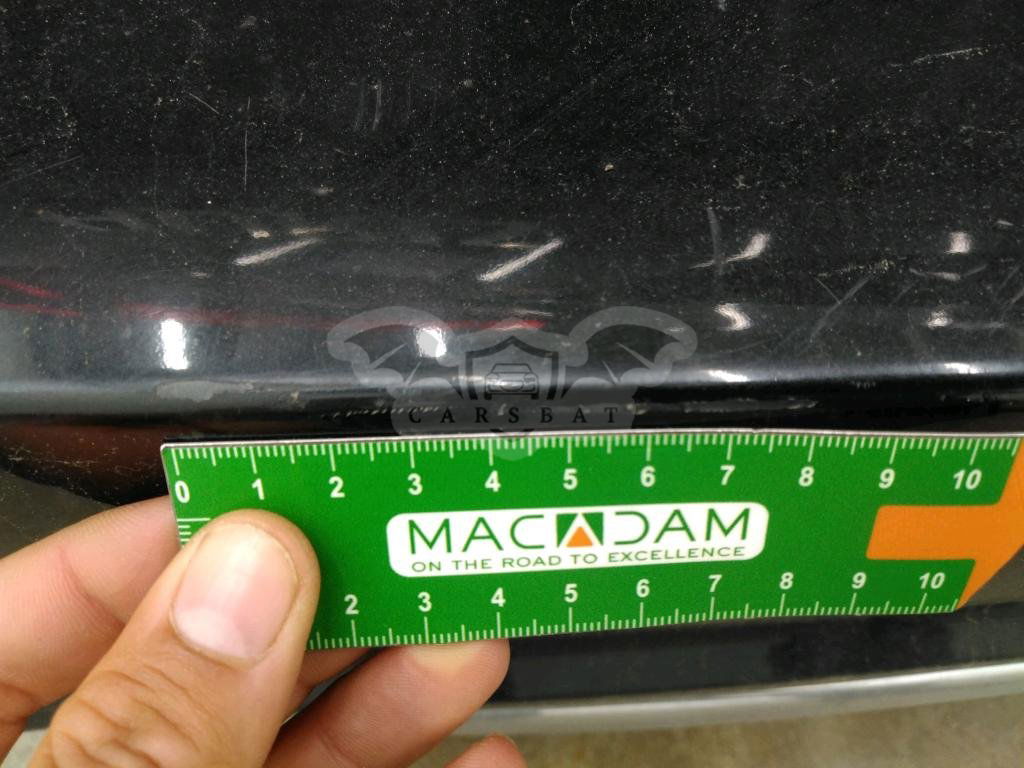 CARSBAT
0 1 2 3 4 5 6 7 8 9 10
MACADAM
ON THE ROAD TO EXCELLENCE
2 3 4 5 6 7 8 9 10